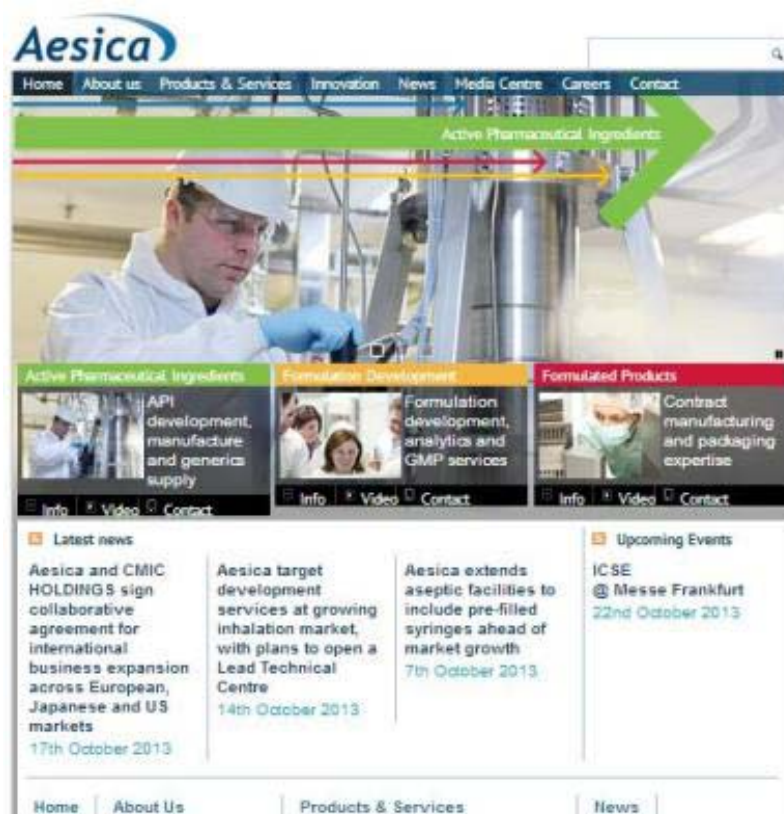 Aesica
Home About us Products & Services Innovation News Media Centre Careers Contact
Active Pharmaceutical Ingredients
Active Pharmaceutical Ingredients
API
development,
manufacture
and generics
supply
Info Video Contact
Formulation Development
Formulation
development,
analytics and
GMP services
Info Video Contact
Formulated Products
Contract
manufacturing
and packaging
expertise
Info Video Contact
Latest news
Aesica and CMIC
HOLDINGS sign
collaborative
agreement for
international
business expansion
across European,
Japanese and US
markets
17th October 2013
Aesica target
development
services at growing
inhalation market,
with plans to open a
Lead Technical
Centre
14th October 2013
Aesica extends
aseptic facilities to
include pre-filled
syringes ahead of
market growth
7th October 2013
Upcoming Events
ICSE
@ Messe Frankfurt
22nd October 2013
Home About Us Products & Services News